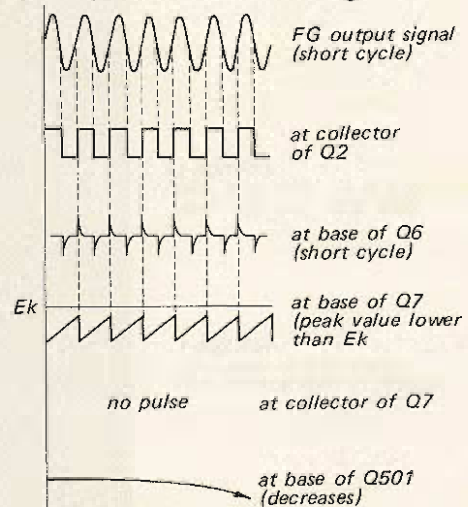 FG output signal
(short cycle)
at collector
of Q2
at base of Q6
(short cycle)
Ek
at base of Q7
(peak value lower
than Ek
no pulse
at collector of Q7
at base of Q501
(decreases)